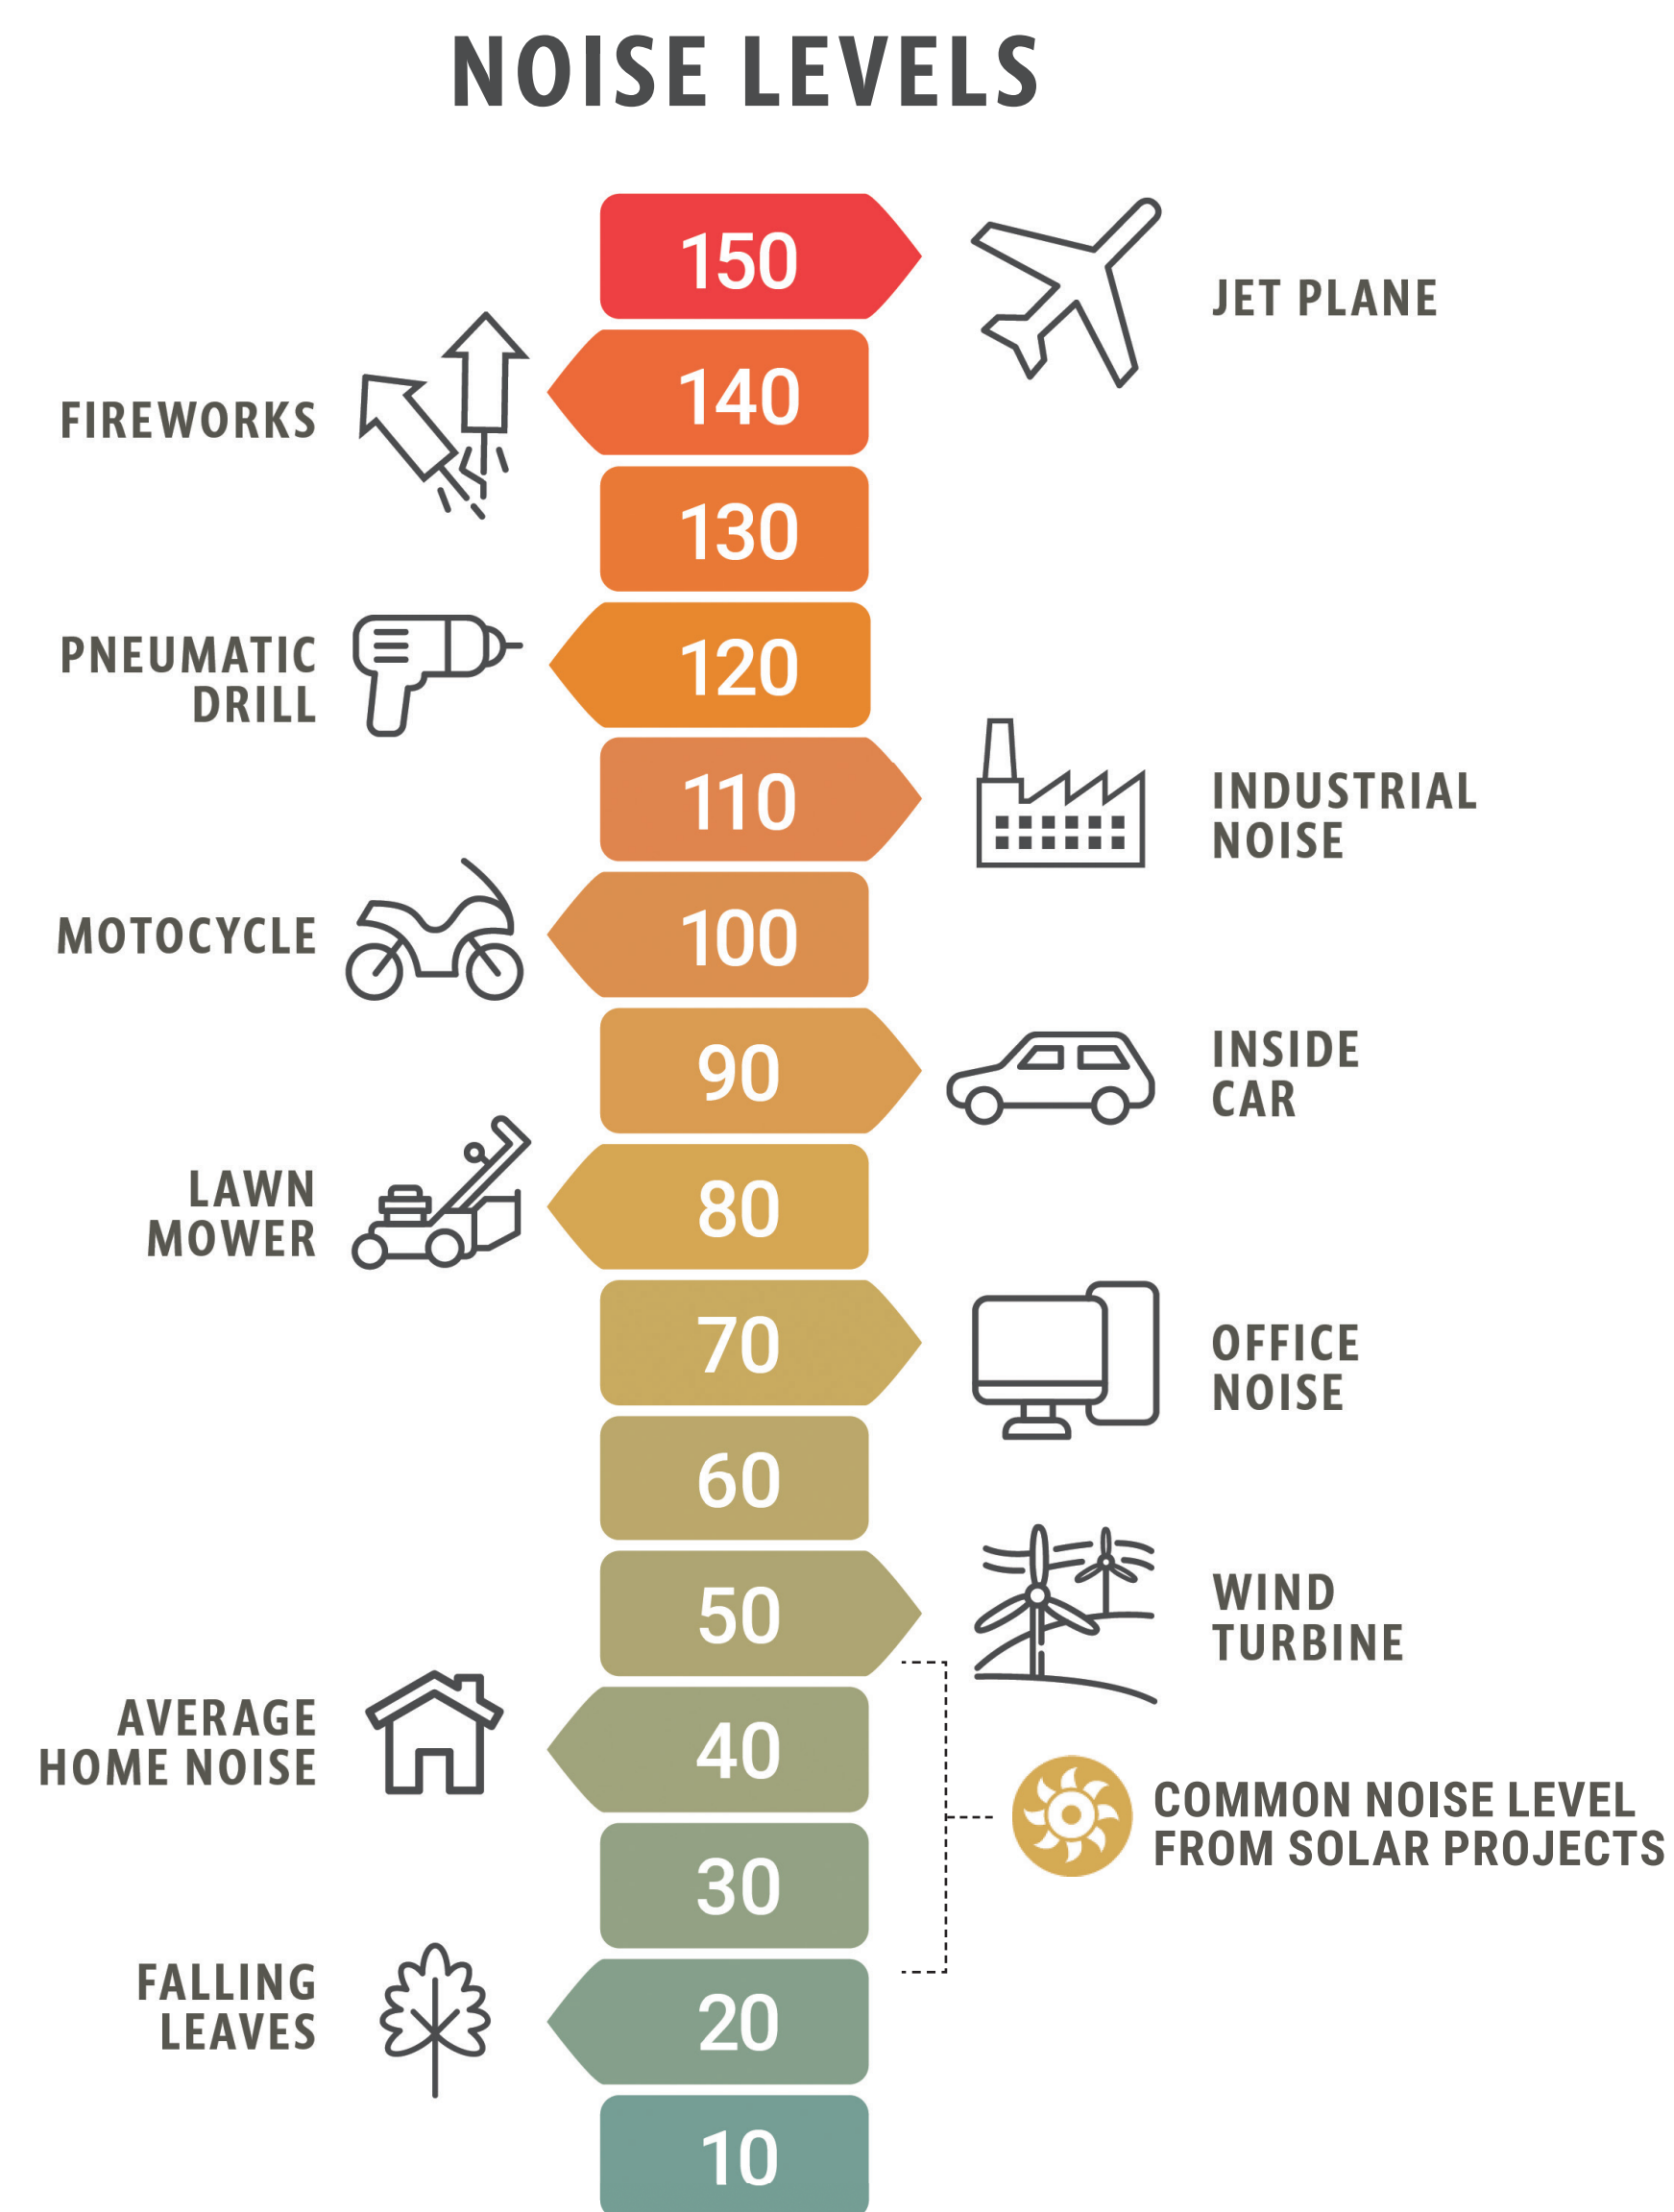 NOISE LEVELS
150
JET PLANE
FIREWORKS
140
130
PNEUMATIC
DRILL
120
110
INDUSTRIAL
NOISE
MOTOCYCLE
100
90
INSIDE
CAR
LAWN
MOWER
80
70
OFFICE
NOISE
60
50
WIND
TURBINE
AVERAGE
HOME NOISE
40
COMMON NOISE LEVEL
FROM SOLAR PROJECTS
30
FALLING
LEAVES
20
10